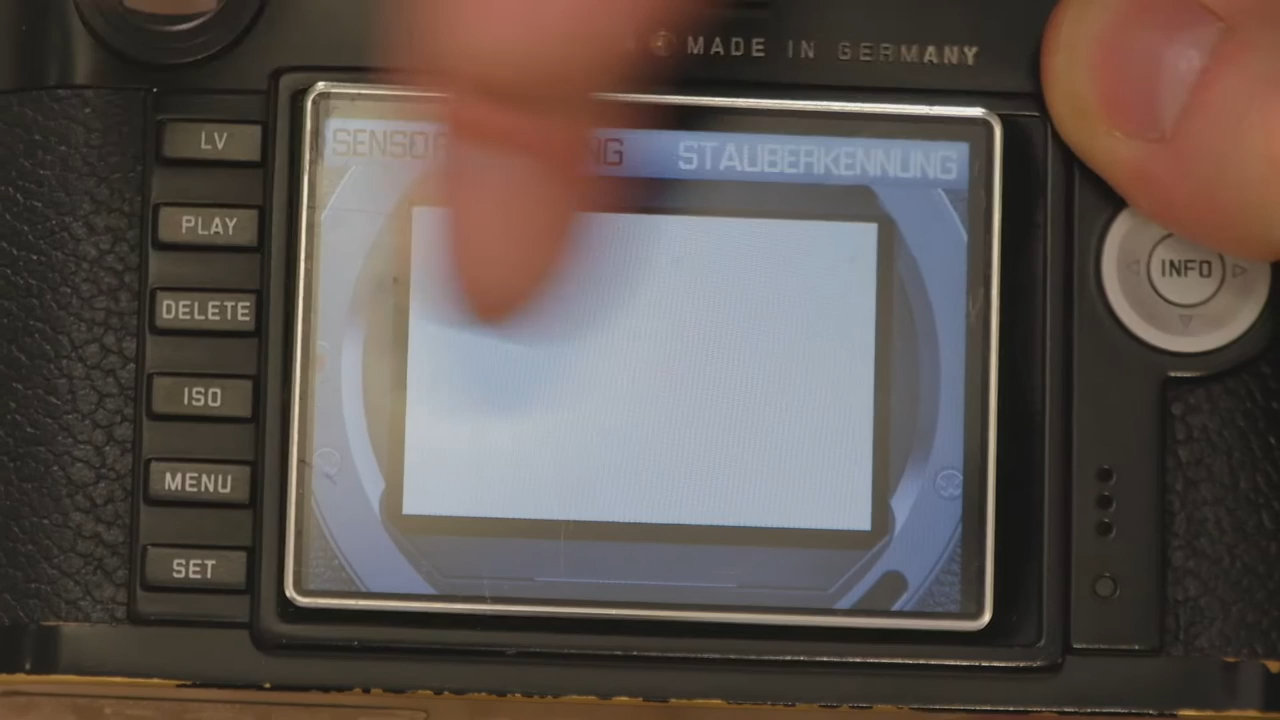 MADE IN GERMANY
STAUBERKENNUNG
LV
PLAY
DELETE
INFO
ISO
MENU
SET